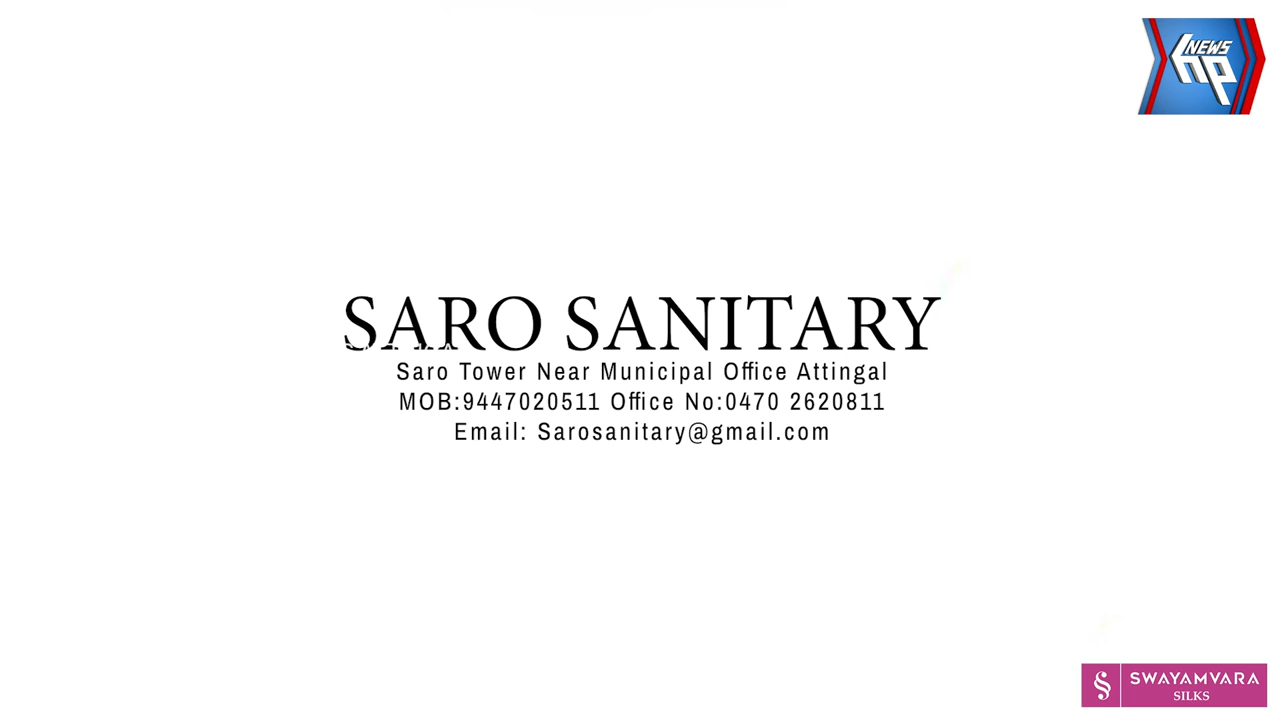 NEWS
hp
SARO SANITARY
Saro Tower Near Municipal Office Attingal
MOB:9447020511 Office No:0470 2620811
Email: Sarosanitary@gmail.com
SWAYAMVARA
SILKS